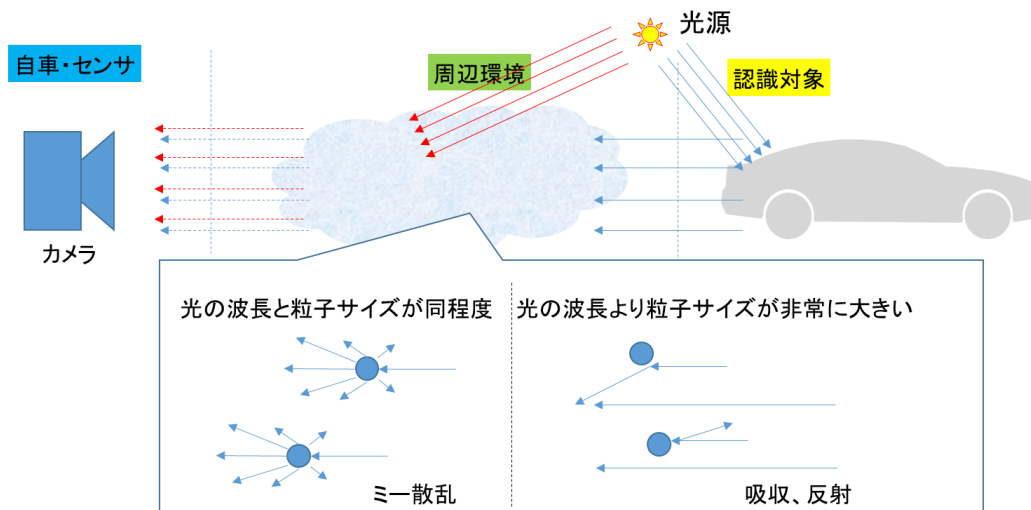 光源
自車・センサ
周辺環境
認識対象
カメラ
光の波長と粒子サイズが同程度
光の波長より粒子サイズが非常に大きい
ミー散乱
吸収、反射